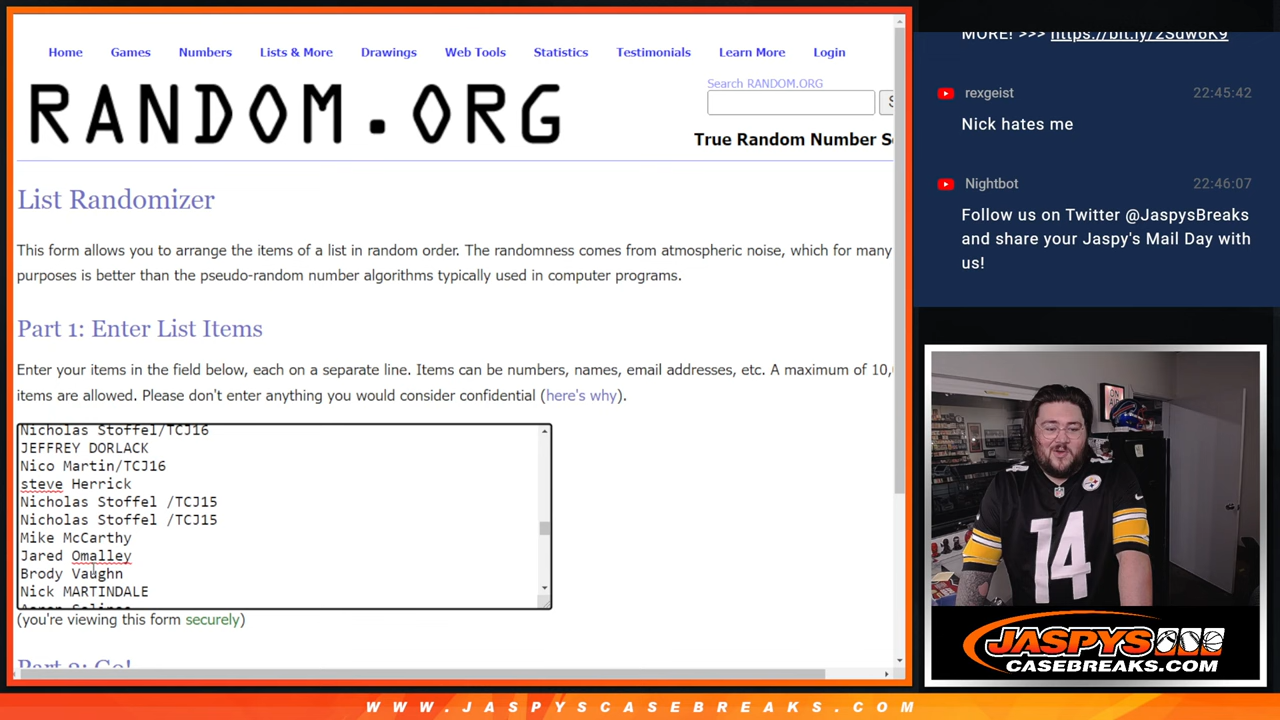 Home Games Numbers Lists & More Drawings Web Tools Statistics Testimonials Learn More Login
RANDOM.ORG
Search RANDOM.ORG
True Random Number S
List Randomizer
This form allows you to arrange the items of a list in random order. The randomness comes from atmospheric noise, which for many
purposes is better than the pseudo-random number algorithms typically used in computer programs.
Part 1: Enter List Items
Enter your items in the field below, each on a separate line. Items can be numbers, names, email addresses, etc. A maximum of 10,
items are allowed. Please don't enter anything you would consider confidential (here's why).
Nicholas Stoffel/TCJ16
JEFFREY DORLACK
Nico Martin/TCJ16
steve Herrick
Nicholas Stoffel /TCJ15
Nicholas Stoffel /TCJ15
Mike McCarthy
Jared Omalley
Brody Vaughn
Nick MARTINDALE
(you're viewing this form securely)
Part 2: Go!
MORE! >>> https://bit.ly/2Sdw6K9
rexgeist 22:45:42
Nick hates me
Nightbot 22:46:07
Follow us on Twitter @JaspysBreaks
and share your Jaspy's Mail Day with
us!
ON
AIR
14
JASPYS
CASEBREAKS.COM
WWW.JASPYSCASEBREAKS.COM